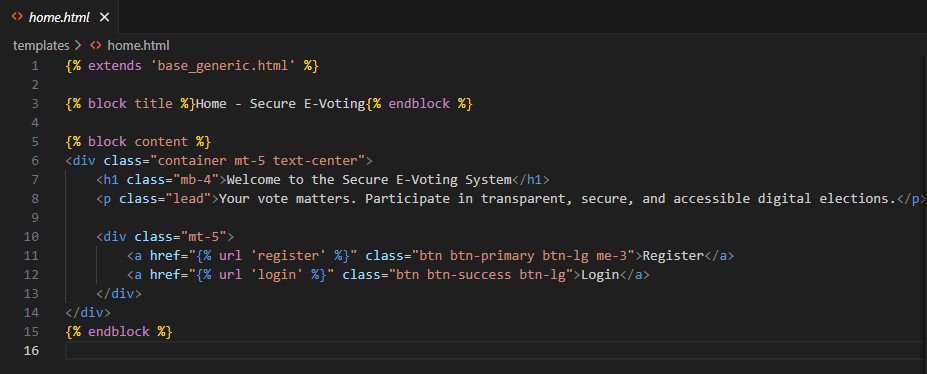 <> home.html ×
templates > <> home.html
1 {% extends 'base_generic.html' %}
2
3 {% block title %}Home - Secure E-Voting{% endblock %}
4
5 {% block content %}
6 <div class="container mt-5 text-center">
7     <h1 class="mb-4">Welcome to the Secure E-Voting System</h1>
8     <p class="lead">Your vote matters. Participate in transparent, secure, and accessible digital elections.</p>
9
10     <div class="mt-5">
11         <a href="{% url 'register' %}" class="btn btn-primary btn-lg me-3">Register</a>
12         <a href="{% url 'login' %}" class="btn btn-success btn-lg">Login</a>
13     </div>
14 </div>
15 {% endblock %}
16